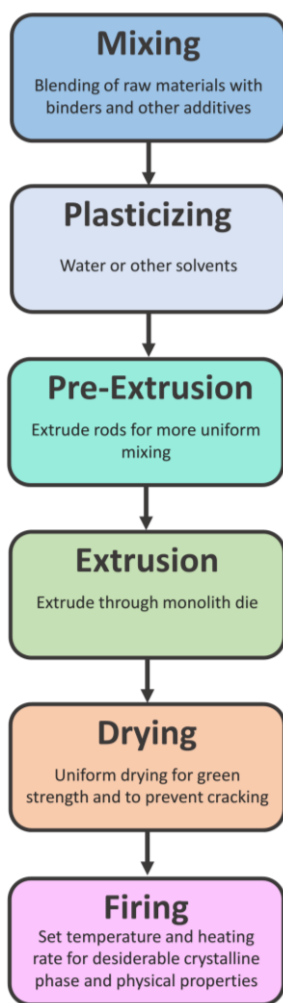 Mixing
Blending of raw materials with
binders and other additives
Plasticizing
Water or other solvents
Pre-Extrusion
Extrude rods for more uniform
mixing
Extrusion
Extrude through monolith die
Drying
Uniform drying for green
strength and to prevent cracking
Firing
Set temperature and heating
rate for desiderable crystalline
phase and physical properties